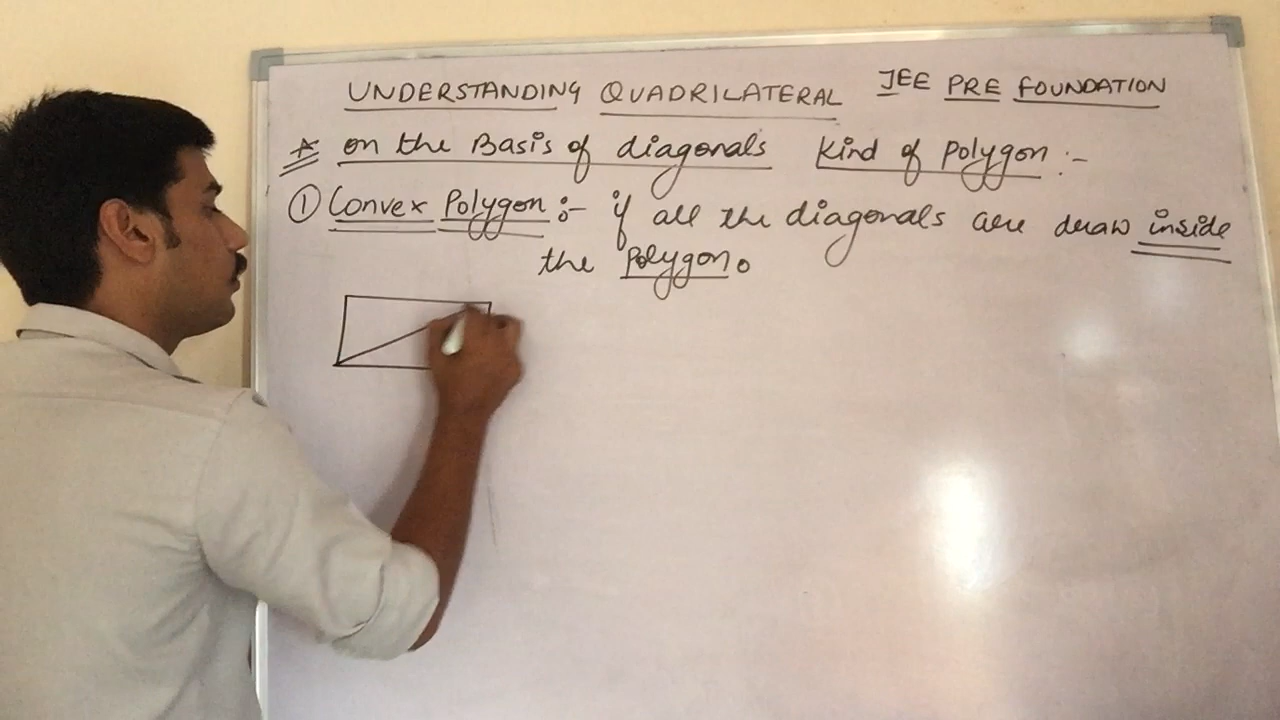 UNDERSTANDING QUADRILATERAL JEE PRE FOUNDATION
* on the Basis of diagonals Kind of Polygon :-
① Convex Polygon :- if all the diagonals are draw inside
the Polygon.